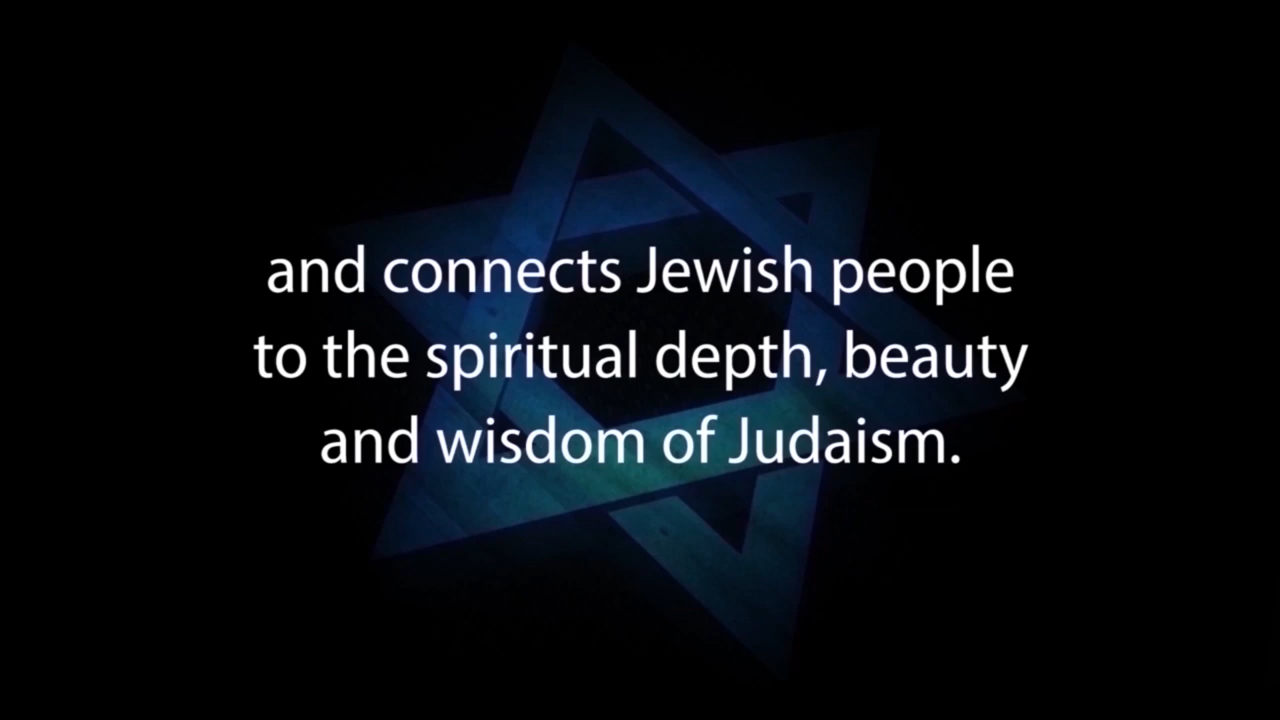 and connects Jewish people
to the spiritual depth, beauty
and wisdom of Judaism.